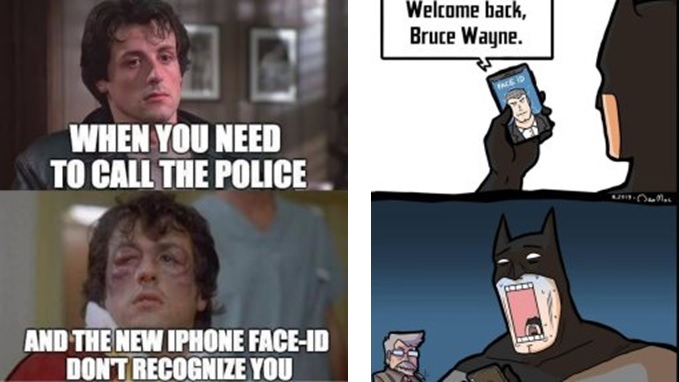 WHEN YOU NEED
TO CALL THE POLICE
AND THE NEW IPHONE FACE-ID
DON'T RECOGNIZE YOU
Welcome back,
Bruce Wayne.
FACE ID